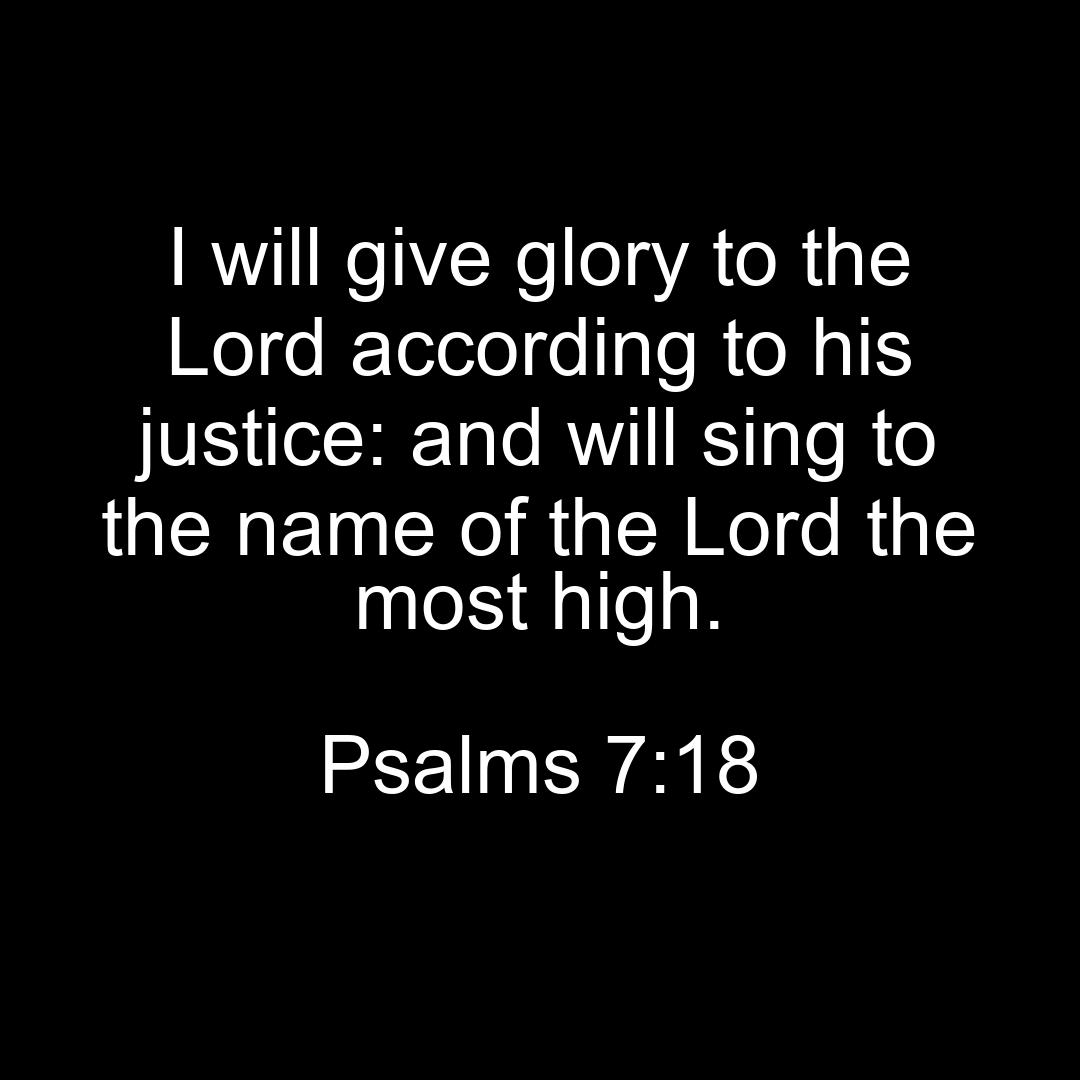 I will give glory to the
Lord according to his
justice: and will sing to
the name of the Lord the
most high.
Psalms 7:18